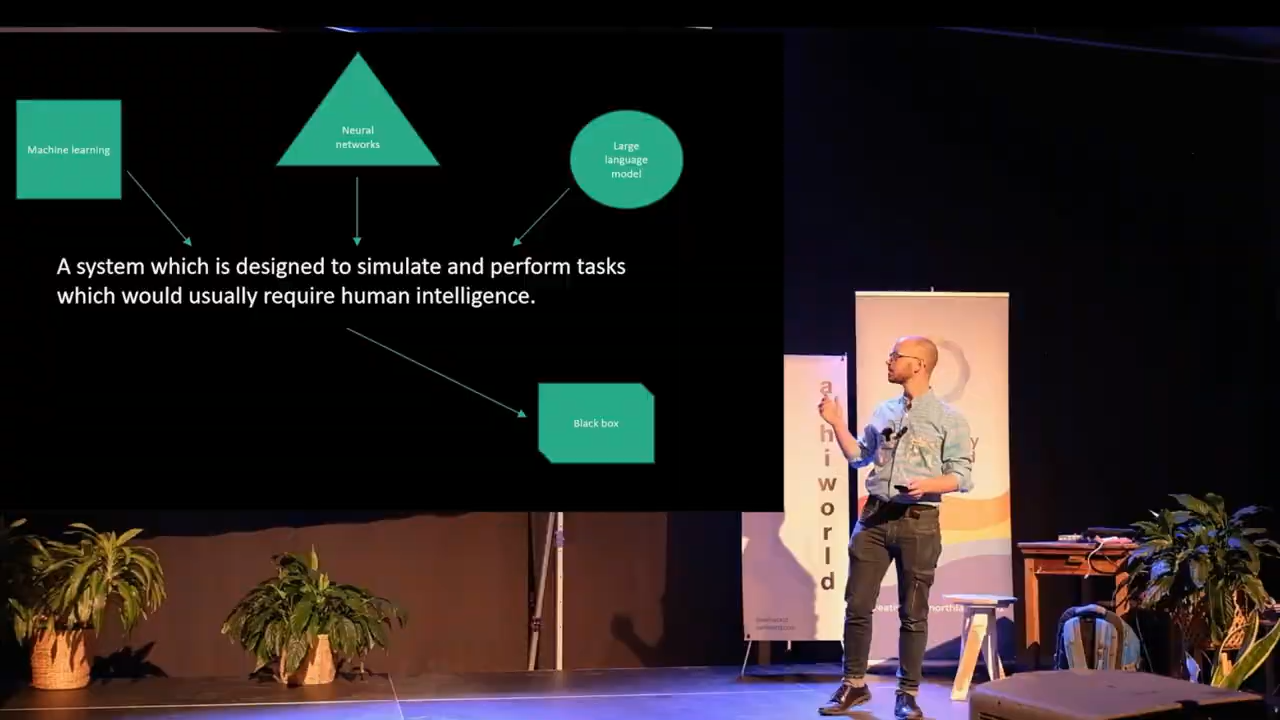 Machine learning
Neural
networks
Large
language
model
A system which is designed to simulate and perform tasks
which would usually require human intelligence.
Black box
hiworld